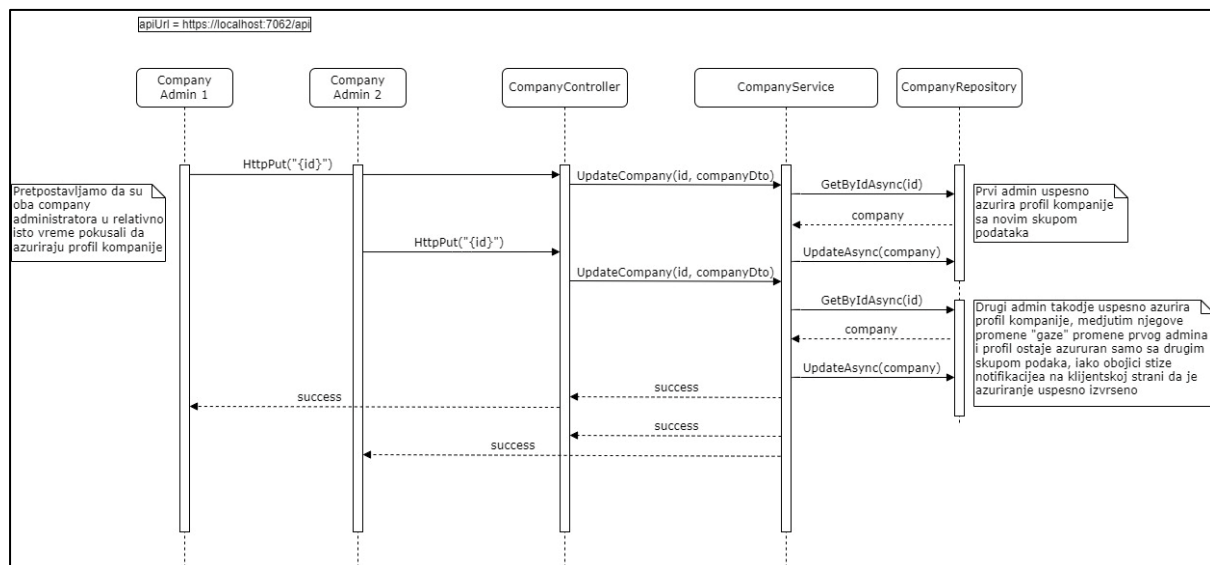 apiUrl = https://localhost:7062/api
Company
Admin 1
Company
Admin 2
CompanyController
CompanyService
CompanyRepository
HttpPut("{id}")
UpdateCompany(id, companyDto)
GetByIdAsync(id)
company
HttpPut("{id}")
UpdateAsync(company)
UpdateCompany(id, companyDto)
GetByIdAsync(id)
company
UpdateAsync(company)
success
success
success
success
Pretpostavljamo da su
oba company
administratora u relativno
isto vreme pokusali da
azuriraju profil kompanije
Prvi admin uspesno
azurira profil kompanije
sa novim skupom
podataka
Drugi admin takodje uspesno azurira
profil kompanije, medjutim njegove
promene "gaze" promene prvog admina
i profil ostaje azururan samo sa drugim
skupom podaka, iako obojici stize
notifikacijea na klijentskoj strani da je
azuriranje uspesno izvrseno